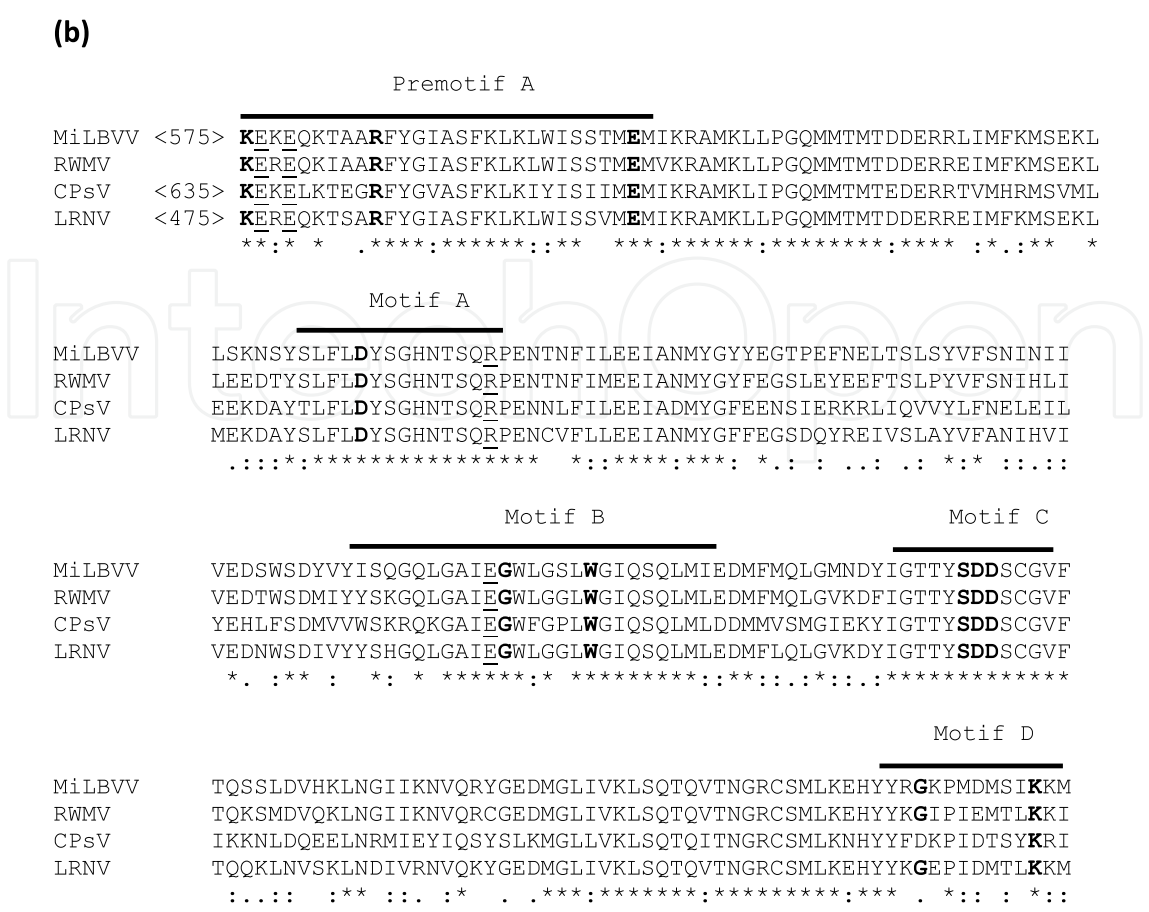 (b)
Premotif A
MiLBVV <575> KEKEQKTAARFYGIASFKLKLWISSTMEMIKRAMKLLPGQMMTMTDDERRLIMFKMSEKL
RWMV KEREQKIAARFYGIASFKLKLWISSTMEMVKRAMKLLPGQMMTMTDDERREIMFKMSEKL
CPsV <635> KEKELKTEGRFYGVASFKLKIYISIIMEMIKRAMKLIPGQMMTMTEDERRTVMHRMSVML
LRNV <475> KEREQKTSARFYGIASFKLKLWISSVMEMIKRAMKLLPGQMMTMTDDERREIMFKMSEKL
**:* *  .****:******::**  ***:******:*********:**** :*.:**  *
Motif A
MiLBVV LSKNSYSLFLDYSGHNTSQRPENTNFILEEIANMYGYYEGTPEFNELTSLSYVFSNINII
RWMV LEEDTYSLFLDYSGHNTSQRPENTNFIMEEIANMYGYFEGSLEYEEFTSLPYVFSNIHLI
CPsV EEKDAYTLFLDYSGHNTSQRPENNLFILEEIADMYGFEENSIERKRLIQVVYLFNELEIL
LRNV MEKDAYSLFLDYSGHNTSQRPENCVFLLEEIANMYGFFEGSDQYREIVSLAYVFANIHVI
.:::*:****************  *::****:***: *.: : ..: .: *:* ::.::
Motif B Motif C
MiLBVV VEDSWSDYVYYISQGQLGAIEGWLGSLWGIQSQLMIEDMFMQLGMNDYIGTTYSDDSCGVF
RWMV VEDTWSDMIYYSKGQLGAIEGWLGGLWGIQSQLMLEDMFMQLGVKDFIGTTYSDDSCGVF
CPsV YEHLFSDMVVWSKRQKGAIEGWFGPLWGIQSQLMLDDMMVSMGIEKYIGTTYSDDSCGVF
LRNV VEDNWSDIVYYSHGQLGAIEGWLGGLWGIQSQLMLEDMFLQLGVKDYIGTTYSDDSCGVF
*. :** :  *: * ******:* *********::**::.:*::.:*************
Motif D
MiLBVV TQSSLDVHKLNGIIKNVQRYGEDMGLIVKLSQTQVTNGRCSMLKEHYYRGKPMDMSIKKM
RWMV TQKSMDVQKLNGIIKNVQRCGEDMGLIVKLSQTQVTNGRCSMLKEHYYKGIPIEMTLKKI
CPsV IKKNLDQEELNRMIEYIQSYSLKMGLLVKLSQTQITNGRCSMLKNHYYFDKPIDTSYKRI
LRNV TQQKLNVSKLNDIVRNVQKYGEDMGLIVKLSQTQVTNGRCSMLKEHYYKGEPIDMTLKKM
:..::  :** ::. :*  . .***:*******:*********:*** . *:: : *::